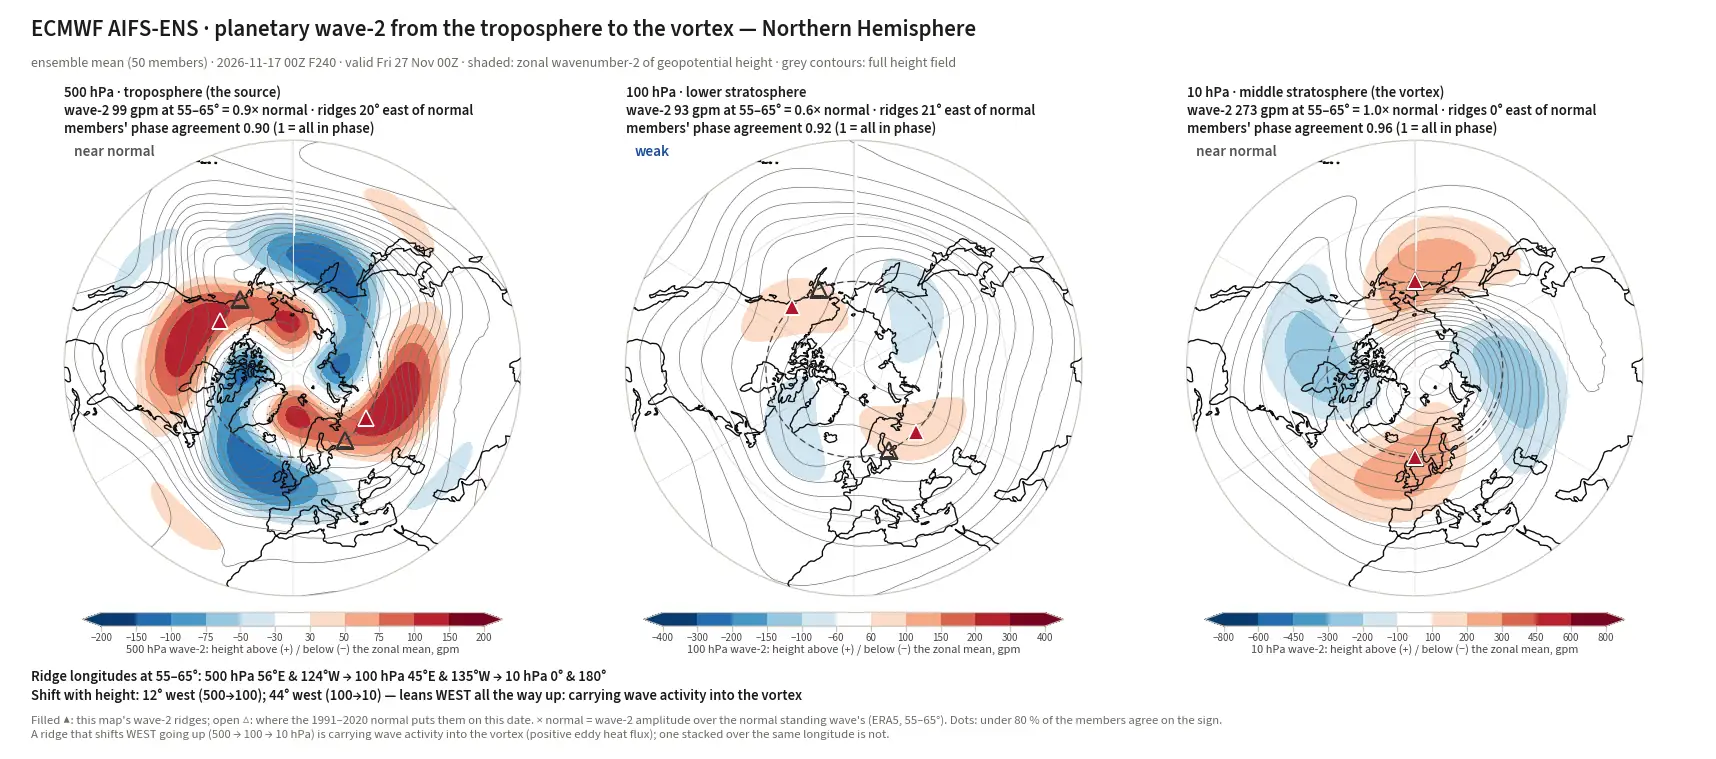 ECMWF AIFS-ENS · planetary wave-2 from the troposphere to the vortex — Northern Hemisphere
ensemble mean (50 members) · 2026-11-17 00Z F240 · valid Fri 27 Nov 00Z · shaded: zonal wavenumber-2 of geopotential height · grey contours: full height field
500 hPa · troposphere (the source)
wave-2 99 gpm at 55–65° = 0.9× normal · ridges 20° east of normal
members' phase agreement 0.90 (1 = all in phase)
near normal
100 hPa · lower stratosphere
wave-2 93 gpm at 55–65° = 0.6× normal · ridges 21° east of normal
members' phase agreement 0.92 (1 = all in phase)
weak
10 hPa · middle stratosphere (the vortex)
wave-2 273 gpm at 55–65° = 1.0× normal · ridges 0° east of normal
members' phase agreement 0.96 (1 = all in phase)
near normal
−200 −150 −100 −75 −50 −30 30 50 75 100 150 200
500 hPa wave-2: height above (+) / below (−) the zonal mean, gpm
−400 −300 −200 −150 −100 −60 60 100 150 200 300 400
100 hPa wave-2: height above (+) / below (−) the zonal mean, gpm
−800 −600 −450 −300 −200 −100 100 200 300 450 600 800
10 hPa wave-2: height above (+) / below (−) the zonal mean, gpm
Ridge longitudes at 55–65°: 500 hPa 56°E & 124°W → 100 hPa 45°E & 135°W → 10 hPa 0° & 180°
Shift with height: 12° west (500→100); 44° west (100→10) — leans WEST all the way up: carrying wave activity into the vortex
Filled ▲: this map's wave-2 ridges; open △: where the 1991–2020 normal puts them on this date. × normal = wave-2 amplitude over the normal standing wave's (ERA5, 55–65°). Dots: under 80 % of the members agree on the sign.
A ridge that shifts WEST going up (500 → 100 → 10 hPa) is carrying wave activity into the vortex (positive eddy heat flux); one stacked over the same longitude is not.